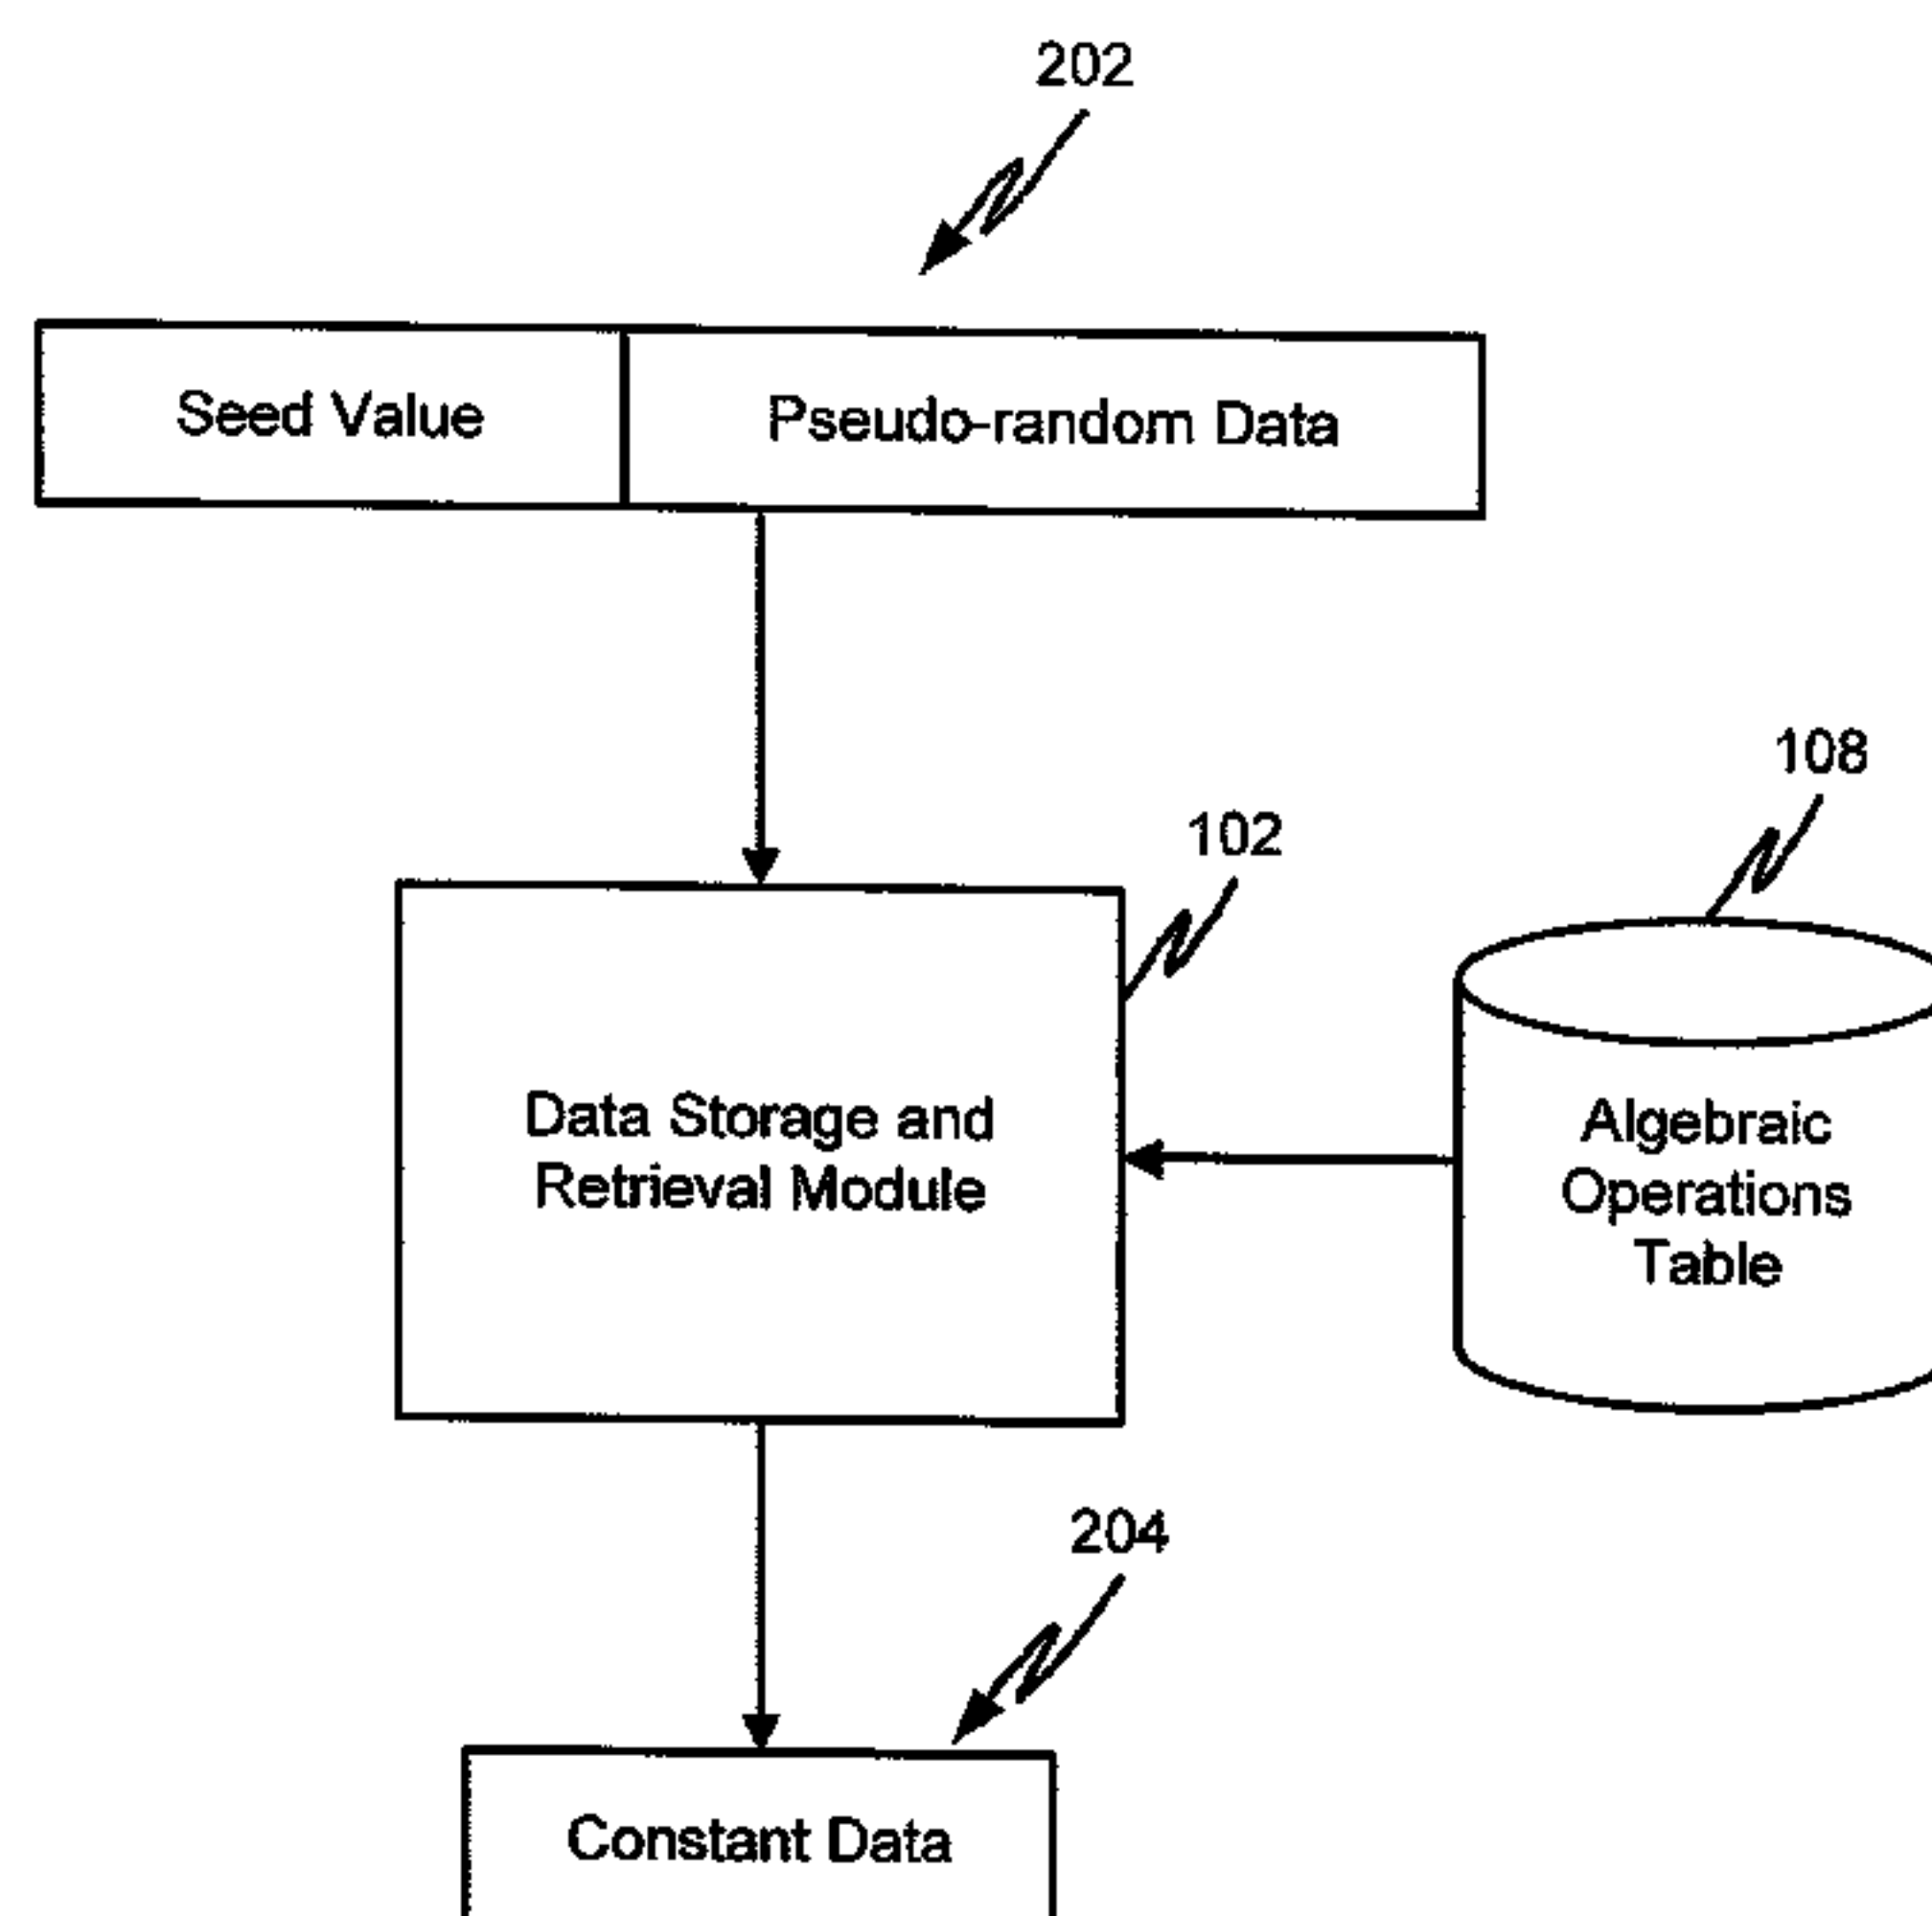 202
Seed Value
Pseudo-random Data
108
102
Data Storage and
Retrieval Module
Algebraic
Operations
Table
204
Constant Data